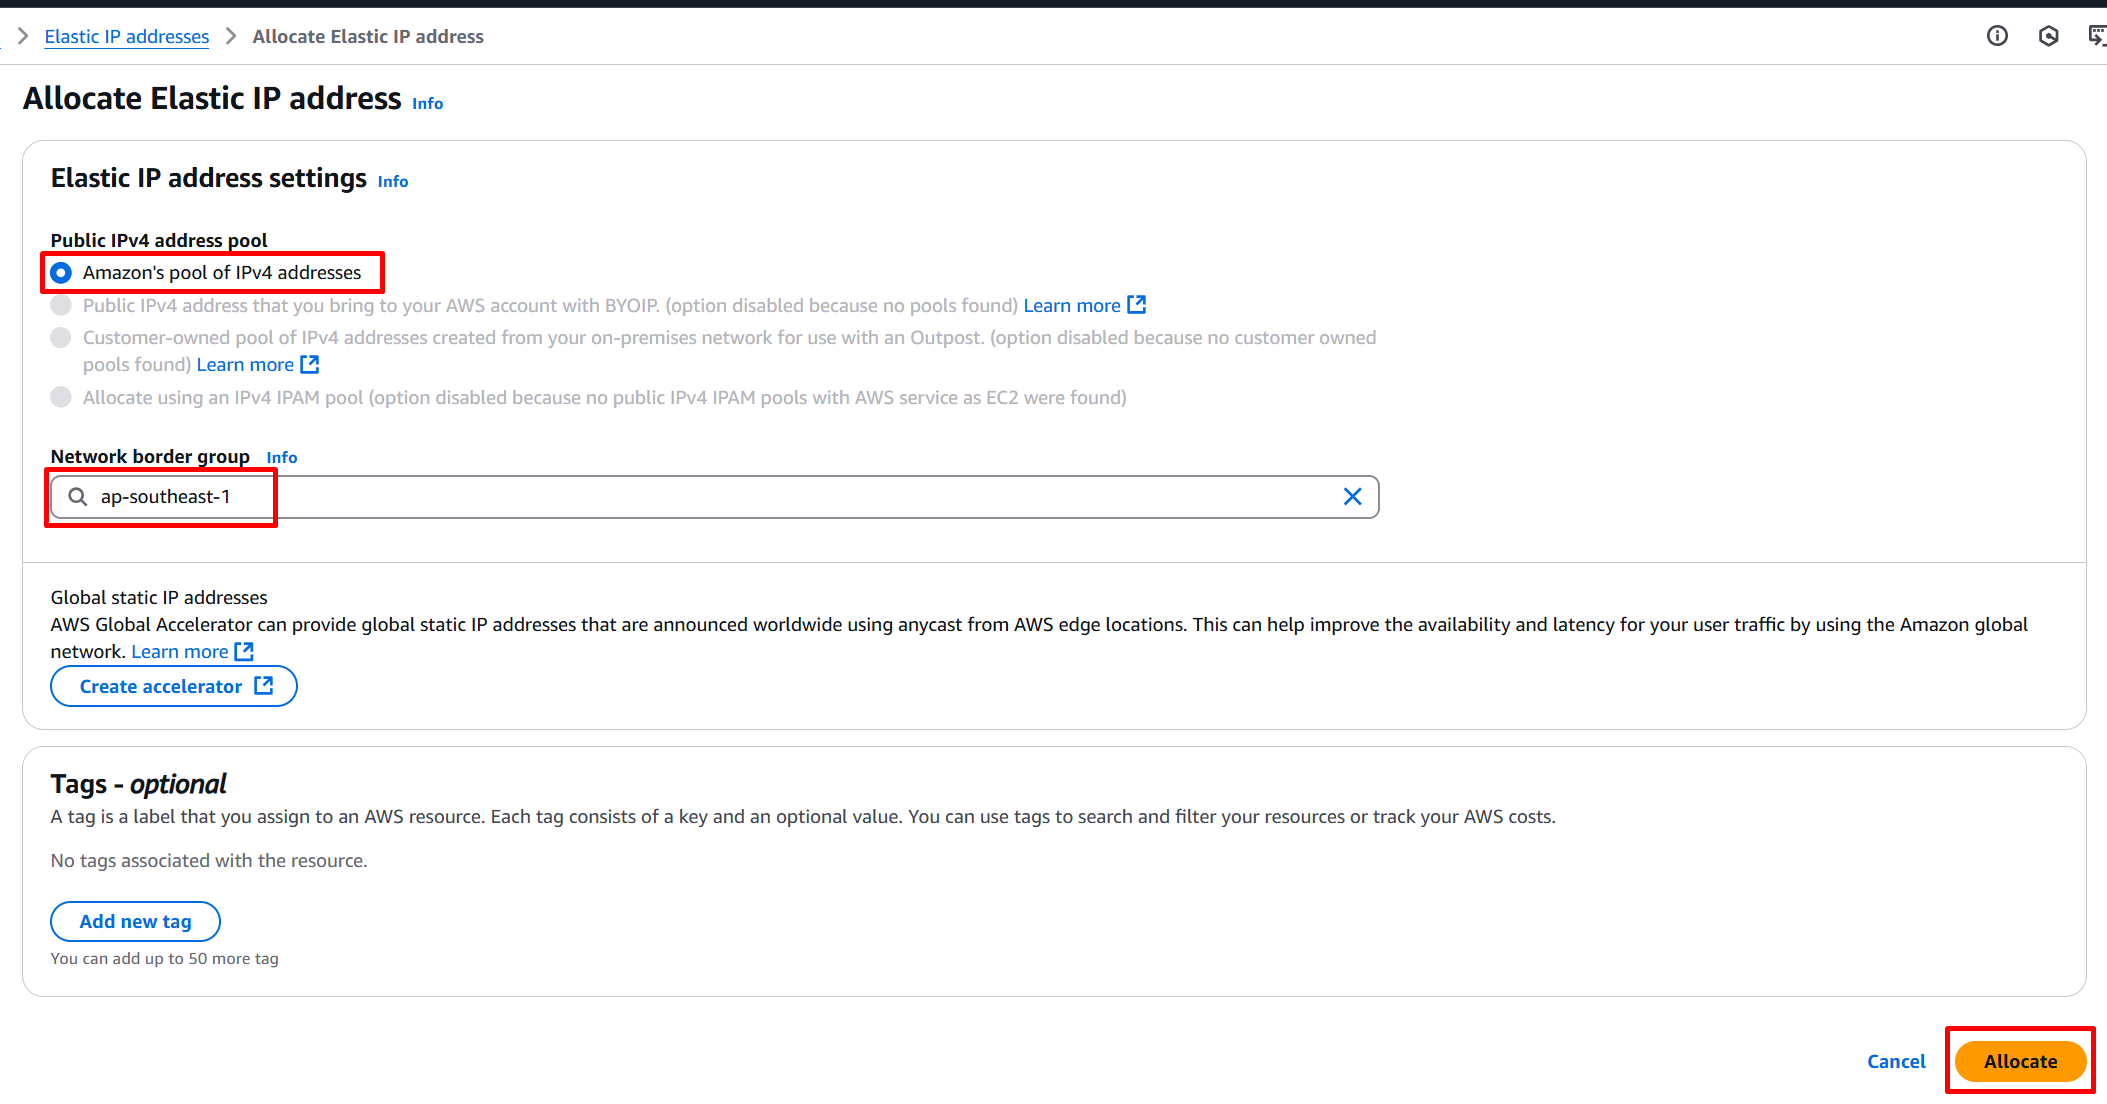 Elastic IP addresses > Allocate Elastic IP address
Allocate Elastic IP address Info
Elastic IP address settings Info
Public IPv4 address pool
Amazon's pool of IPv4 addresses
Public IPv4 address that you bring to your AWS account with BYOIP. (option disabled because no pools found) Learn more
Customer-owned pool of IPv4 addresses created from your on-premises network for use with an Outpost. (option disabled because no customer owned
pools found) Learn more
Allocate using an IPv4 IPAM pool (option disabled because no public IPv4 IPAM pools with AWS service as EC2 were found)
Network border group Info
ap-southeast-1
Global static IP addresses
AWS Global Accelerator can provide global static IP addresses that are announced worldwide using anycast from AWS edge locations. This can help improve the availability and latency for your user traffic by using the Amazon global
network. Learn more
Create accelerator
Tags - optional
A tag is a label that you assign to an AWS resource. Each tag consists of a key and an optional value. You can use tags to search and filter your resources or track your AWS costs.
No tags associated with the resource.
Add new tag
You can add up to 50 more tag
Cancel
Allocate